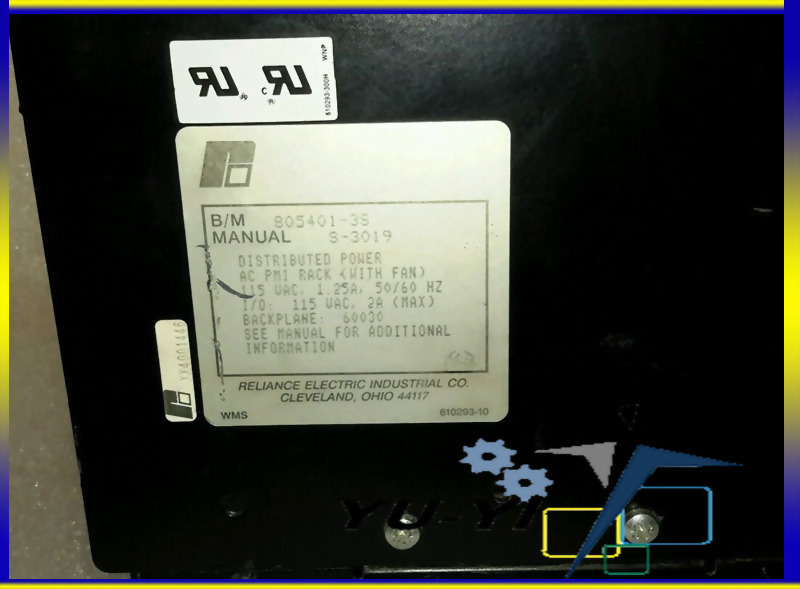 WNP
610293-300H
C
B/M 805401-3S
MANUAL S-3019
DISTRIBUTED POWER
AC PMI RACK (WITH FAN)
115 VAC, 1.25A, 50/60 HZ
I/O: 115 VAC, 2A (MAX)
BACKPLANE: 60030
SEE MANUAL FOR ADDITIONAL
INFORMATION
RELIANCE ELECTRIC INDUSTRIAL CO.
CLEVELAND, OHIO 44117
WMS 610293-10
YU-YI